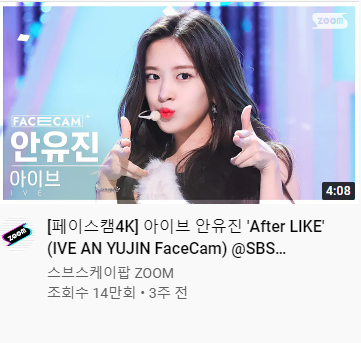 ZOOM
FACECAM+
안유진
아이브
IVE
4:08
ZOOM
[페이스캠4K] 아이브 안유진 'After LIKE'
(IVE AN YUJIN FaceCam) @SBS...
스브스케이팝 ZOOM
조회수 14만회 • 3주 전